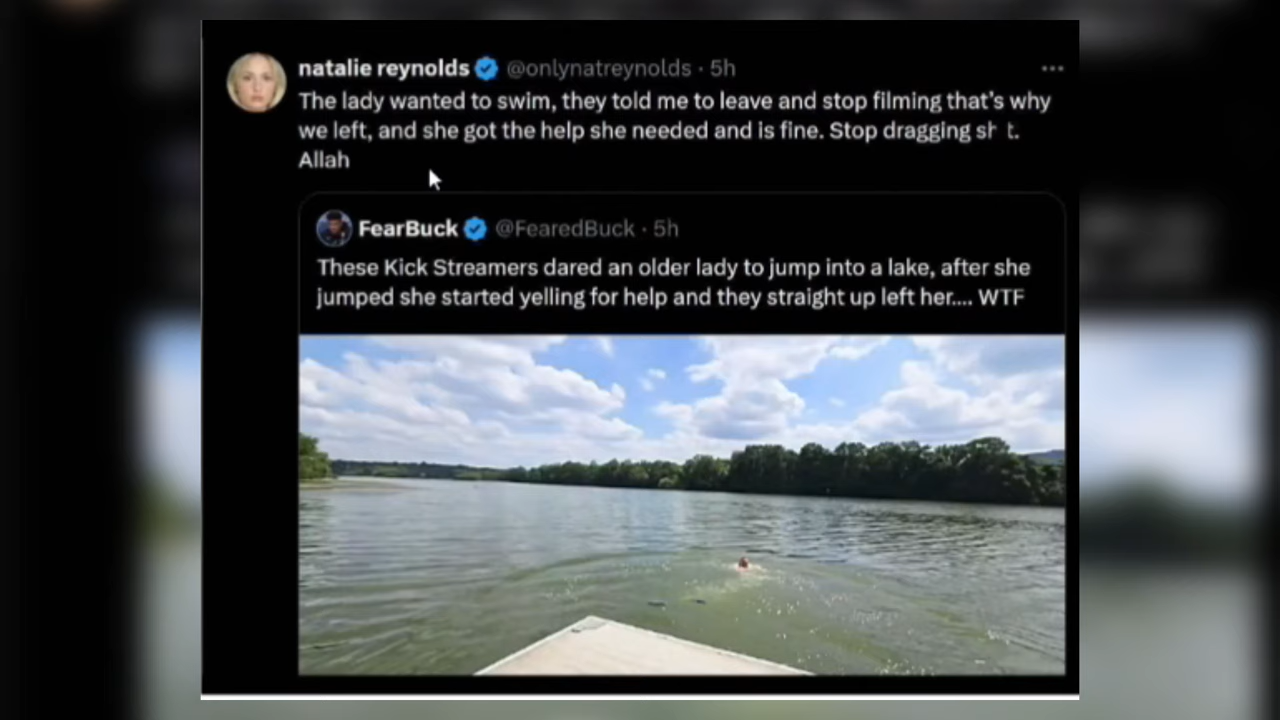 natalie reynolds @onlynatreynolds · 5h
The lady wanted to swim, they told me to leave and stop filming that's why
we left, and she got the help she needed and is fine. Stop dragging
Allah
FearBuck @FearedBuck · 5h
These Kick Streamers dared an older lady to jump into a lake, after she
jumped she started yelling for help and they straight up left her.... WTF